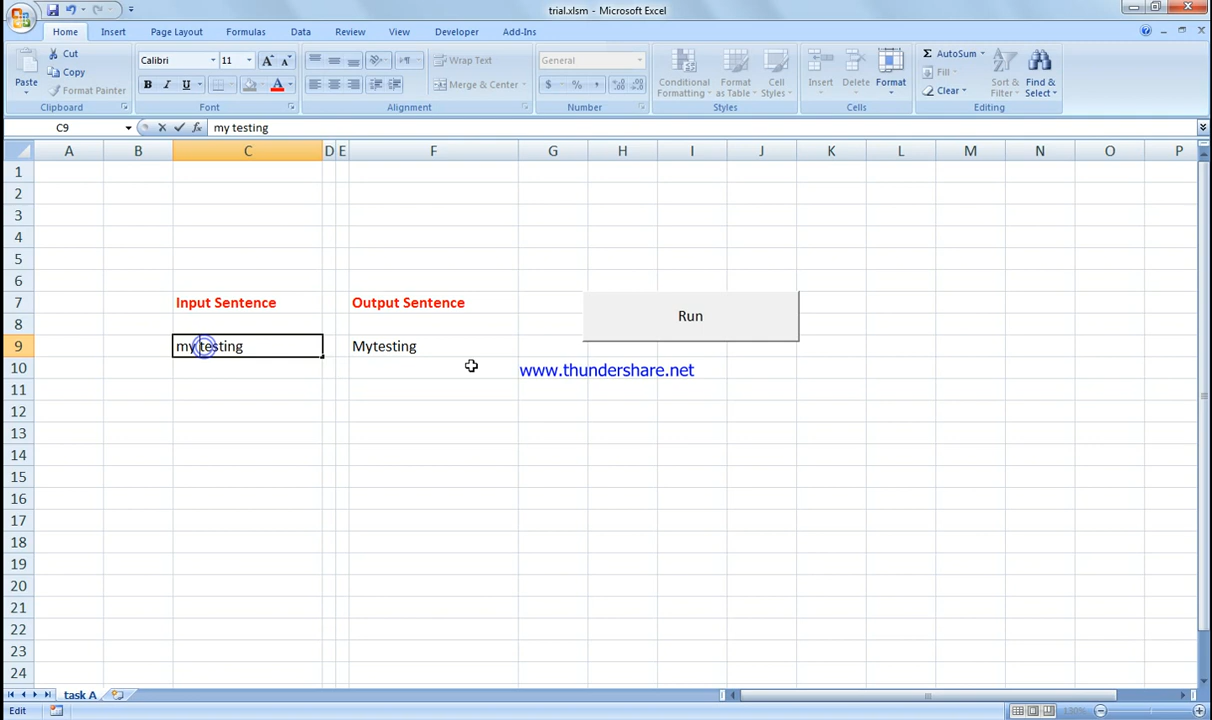 trial.xlsm - Microsoft Excel
Home Insert Page Layout Formulas Data Review View Developer Add-Ins
Paste
Cut
Copy
Format Painter
Clipboard
Calibri 11
B I U
Font
Wrap Text
Merge & Center
Alignment
General
$ % ,
Number
Conditional Formatting
Format as Table
Cell Styles
Styles
Insert Delete Format
Cells
AutoSum
Fill
Clear
Sort & Filter
Find & Select
Editing
C9 fx my testing
A B C D E F G H I J K L M N O P
1
2
3
4
5
6
7 Input Sentence Output Sentence Run
8
9 my testing Mytesting
10 www.thundershare.net
11
12
13
14
15
16
17
18
19
20
21
22
23
24
task A
Edit 130%